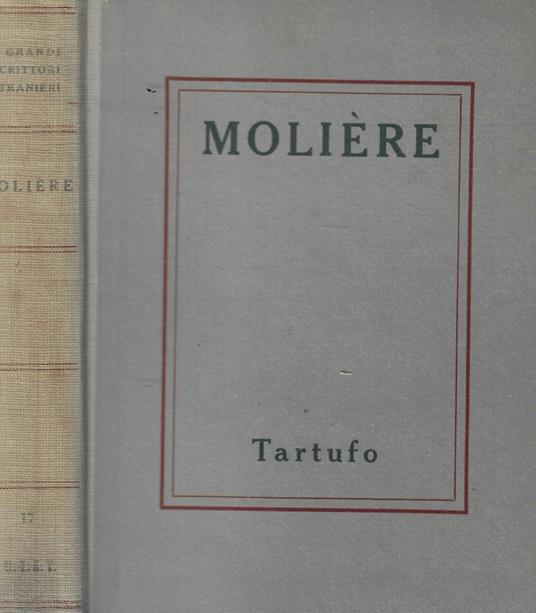 GRANDI
CRITTORI
TRANIERI
OLIÈRE
17
U.T.E.T.
MOLIÈRE
Tartufo